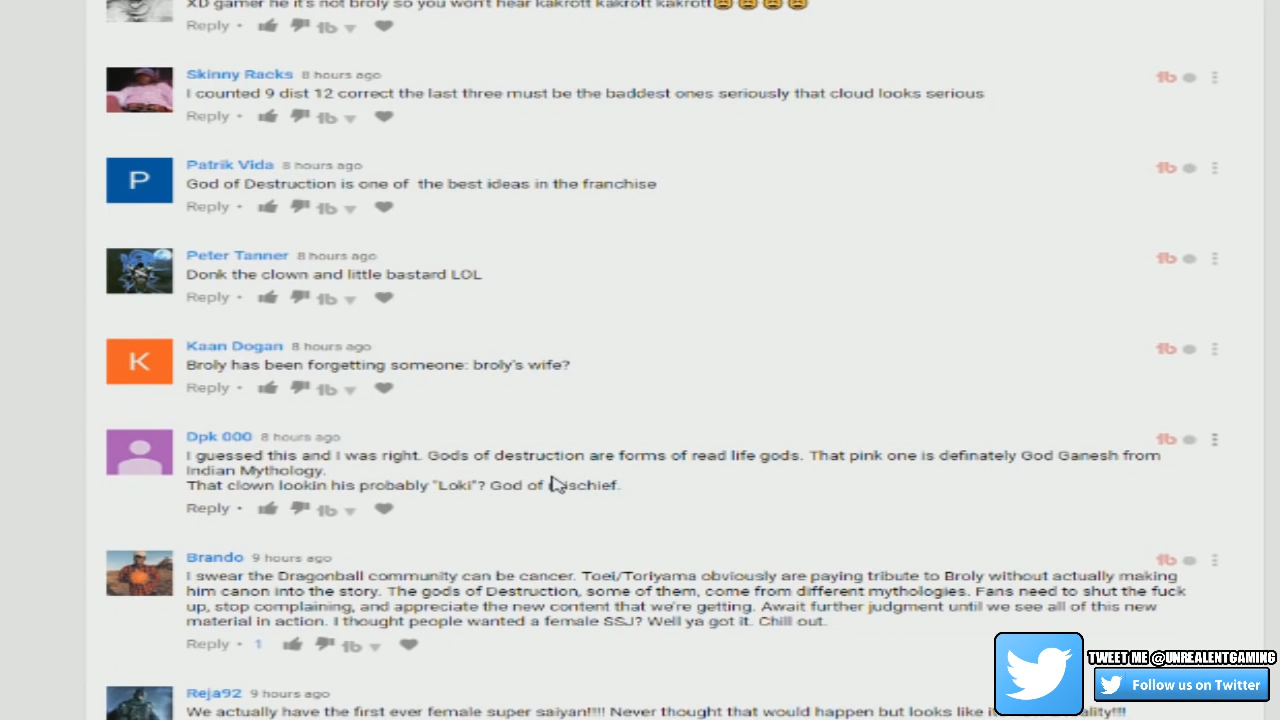 XD gamer he it's not broly so you won't hear kakrott kakrott kakrott
Reply •
Skinny Racks 8 hours ago
I counted 9 dist 12 correct the last three must be the baddest ones seriously that cloud looks serious
Reply •
P
Patrik Vida 8 hours ago
God of Destruction is one of the best ideas in the franchise
Reply •
Peter Tanner 8 hours ago
Donk the clown and little bastard LOL
Reply •
K
Kaan Dogan 8 hours ago
Broly has been forgetting someone: broly's wife?
Reply •
Dpk 000 8 hours ago
I guessed this and I was right. Gods of destruction are forms of read life gods. That pink one is definately God Ganesh from
Indian Mythology.
That clown lookin his probably "Loki"? God of
Reply •
Brando 9 hours ago
I swear the Dragonball community can be cancer. Toei/Toriyama obviously are paying tribute to Broly without actually making
him canon into the story. The gods of Destruction, some of them, come from different mythologies. Fans need to shut the fuck
up, stop complaining, and appreciate the new content that we're getting. Await further judgment until we see all of this new
material in action. I thought people wanted a female SSJ? Well ya got it. Chill out.
Reply • 1
TWEET ME @UNREALENTGAMING
Follow us on Twitter
Reja92 9 hours ago
We actually have the first ever female super saiyan!!!! Never thought that would happen but looks like